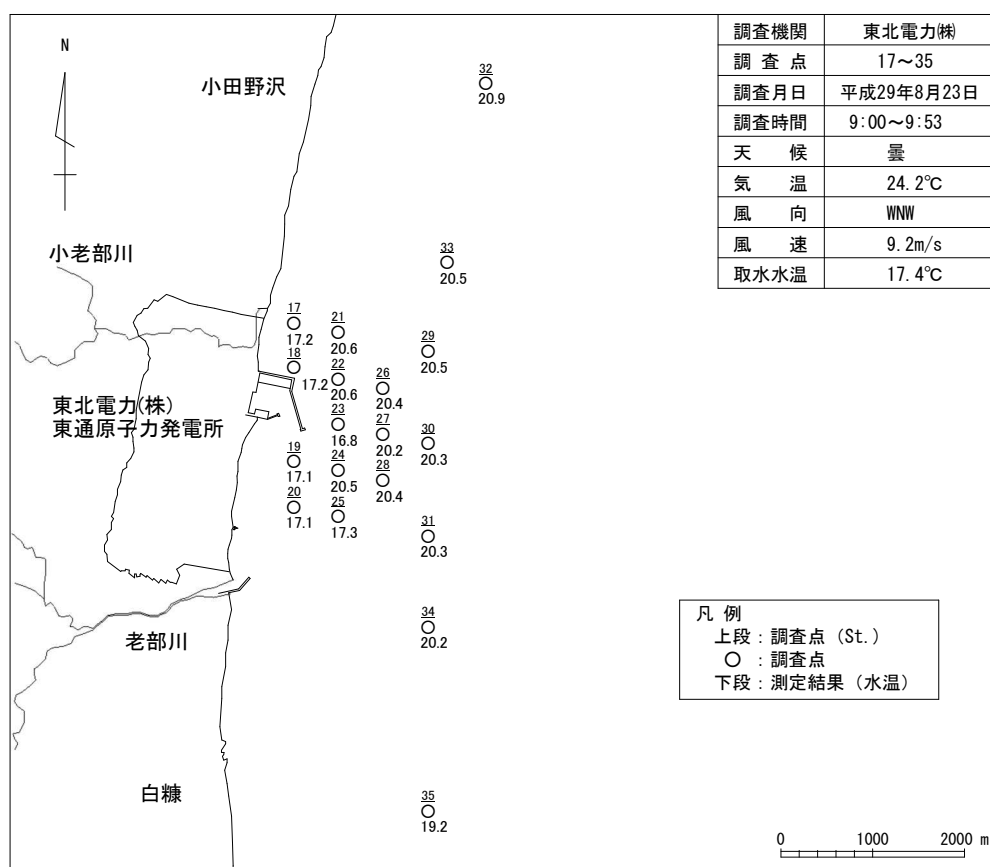 調査機関 東北電力㈱
調査点 17～35
調査月日 平成29年8月23日
調査時間 9:00～9:53
天候 曇
気温 24.2℃
風向 WNW
風速 9.2m/s
取水水温 17.4℃
N
小田野沢
32
20.9
小老部川
33
20.5
17
17.2
21
20.6
18
17.2
29
20.5
22
20.6
26
20.4
東北電力(株)
東通原子力発電所
23
16.8
27
20.2
30
20.3
19
17.1
24
20.5
28
20.4
20
17.1
25
17.3
31
20.3
34
20.2
老部川
凡例
上段：調査点（St.）
○：調査点
下段：測定結果（水温）
白糠
35
19.2
0 1000 2000 m